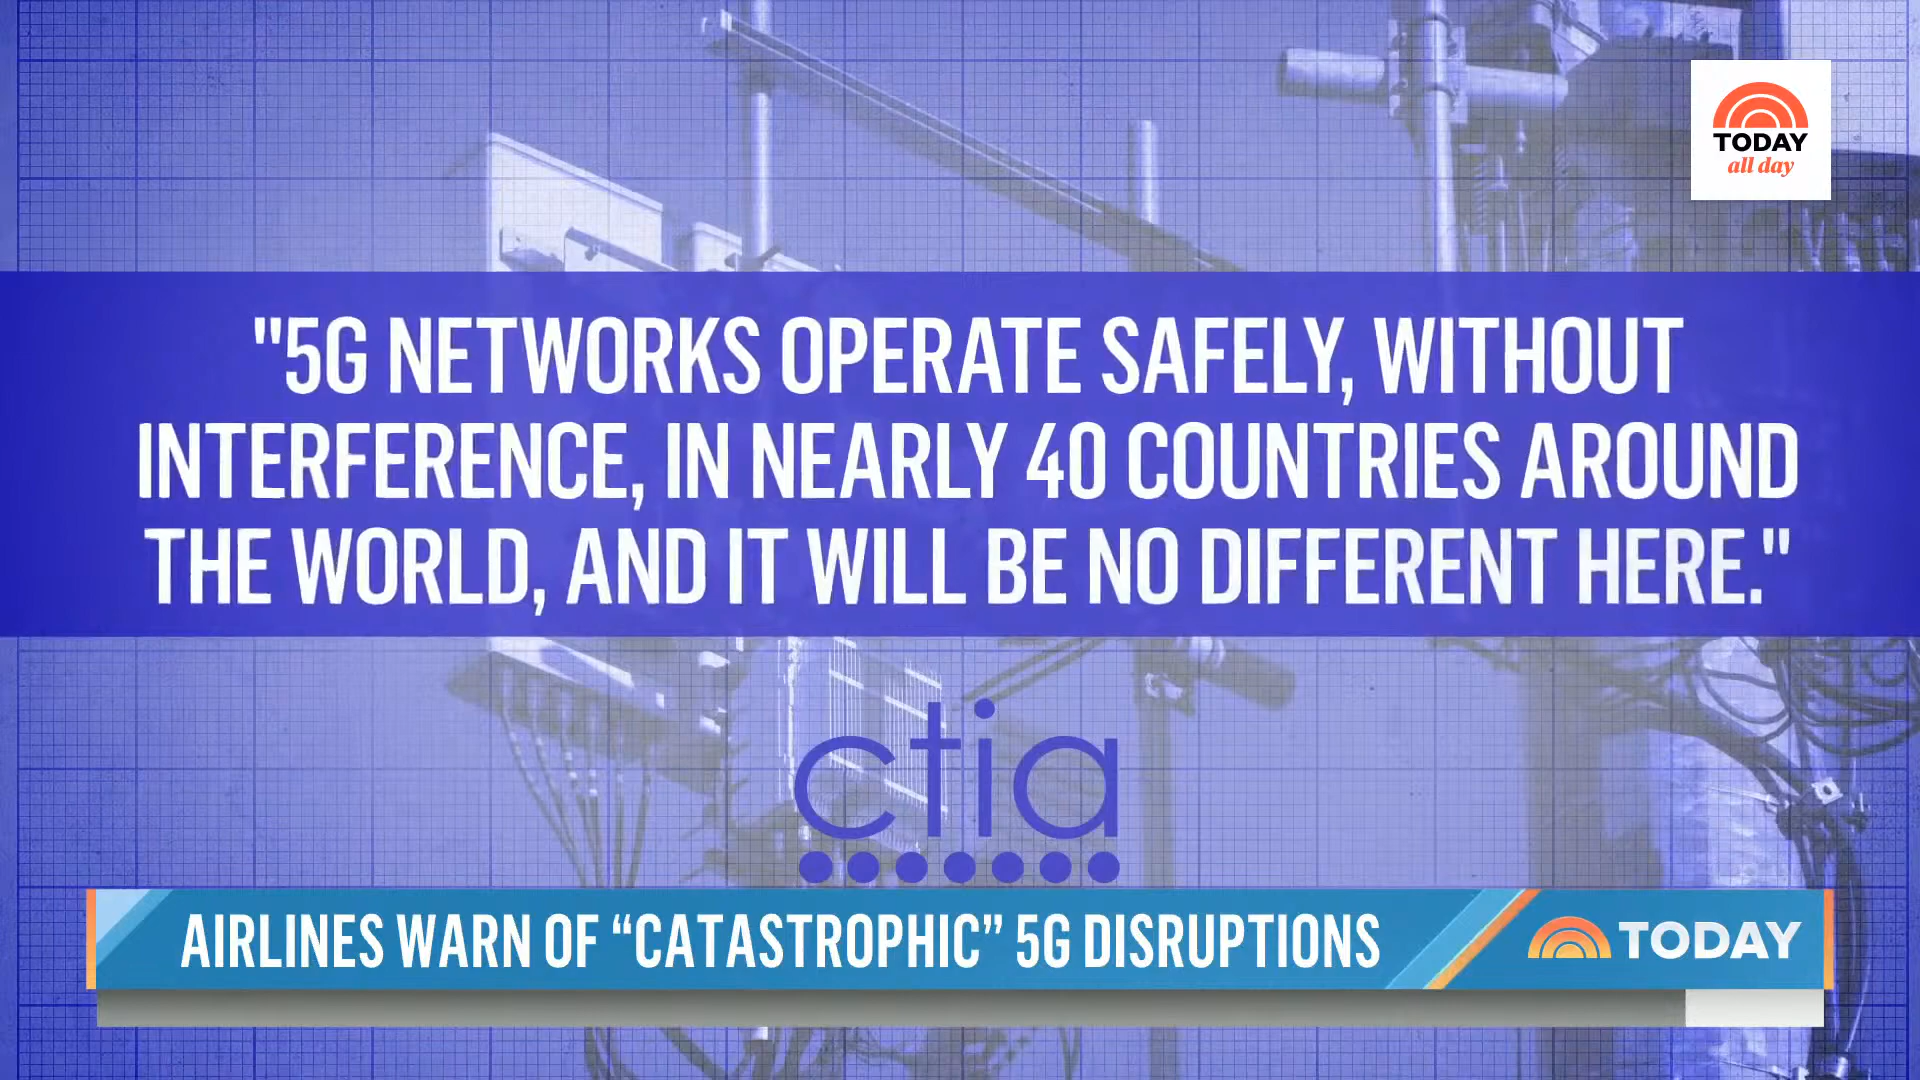 TODAY
all day
"5G NETWORKS OPERATE SAFELY, WITHOUT
INTERFERENCE, IN NEARLY 40 COUNTRIES AROUND
THE WORLD, AND IT WILL BE NO DIFFERENT HERE."
ctia
AIRLINES WARN OF “CATASTROPHIC” 5G DISRUPTIONS
TODAY